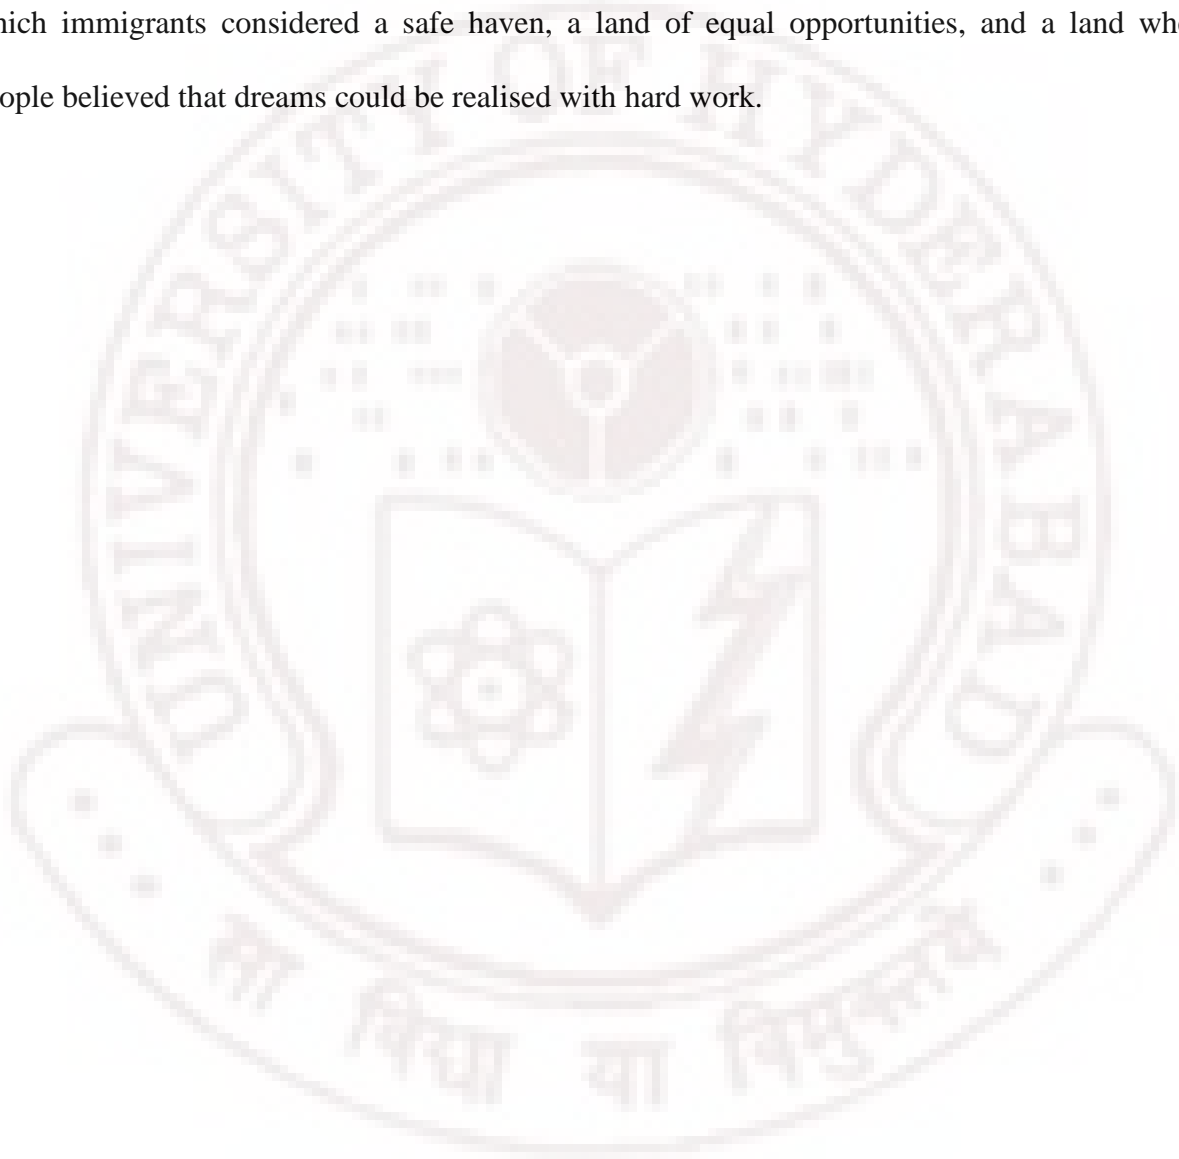 hich immigrants considered a safe haven, a land of equal opportunities, and a land wh
ople believed that dreams could be realised with hard work.
UNIVERSITY OF HYDERABAD
सा विद्या या विमुक्तये